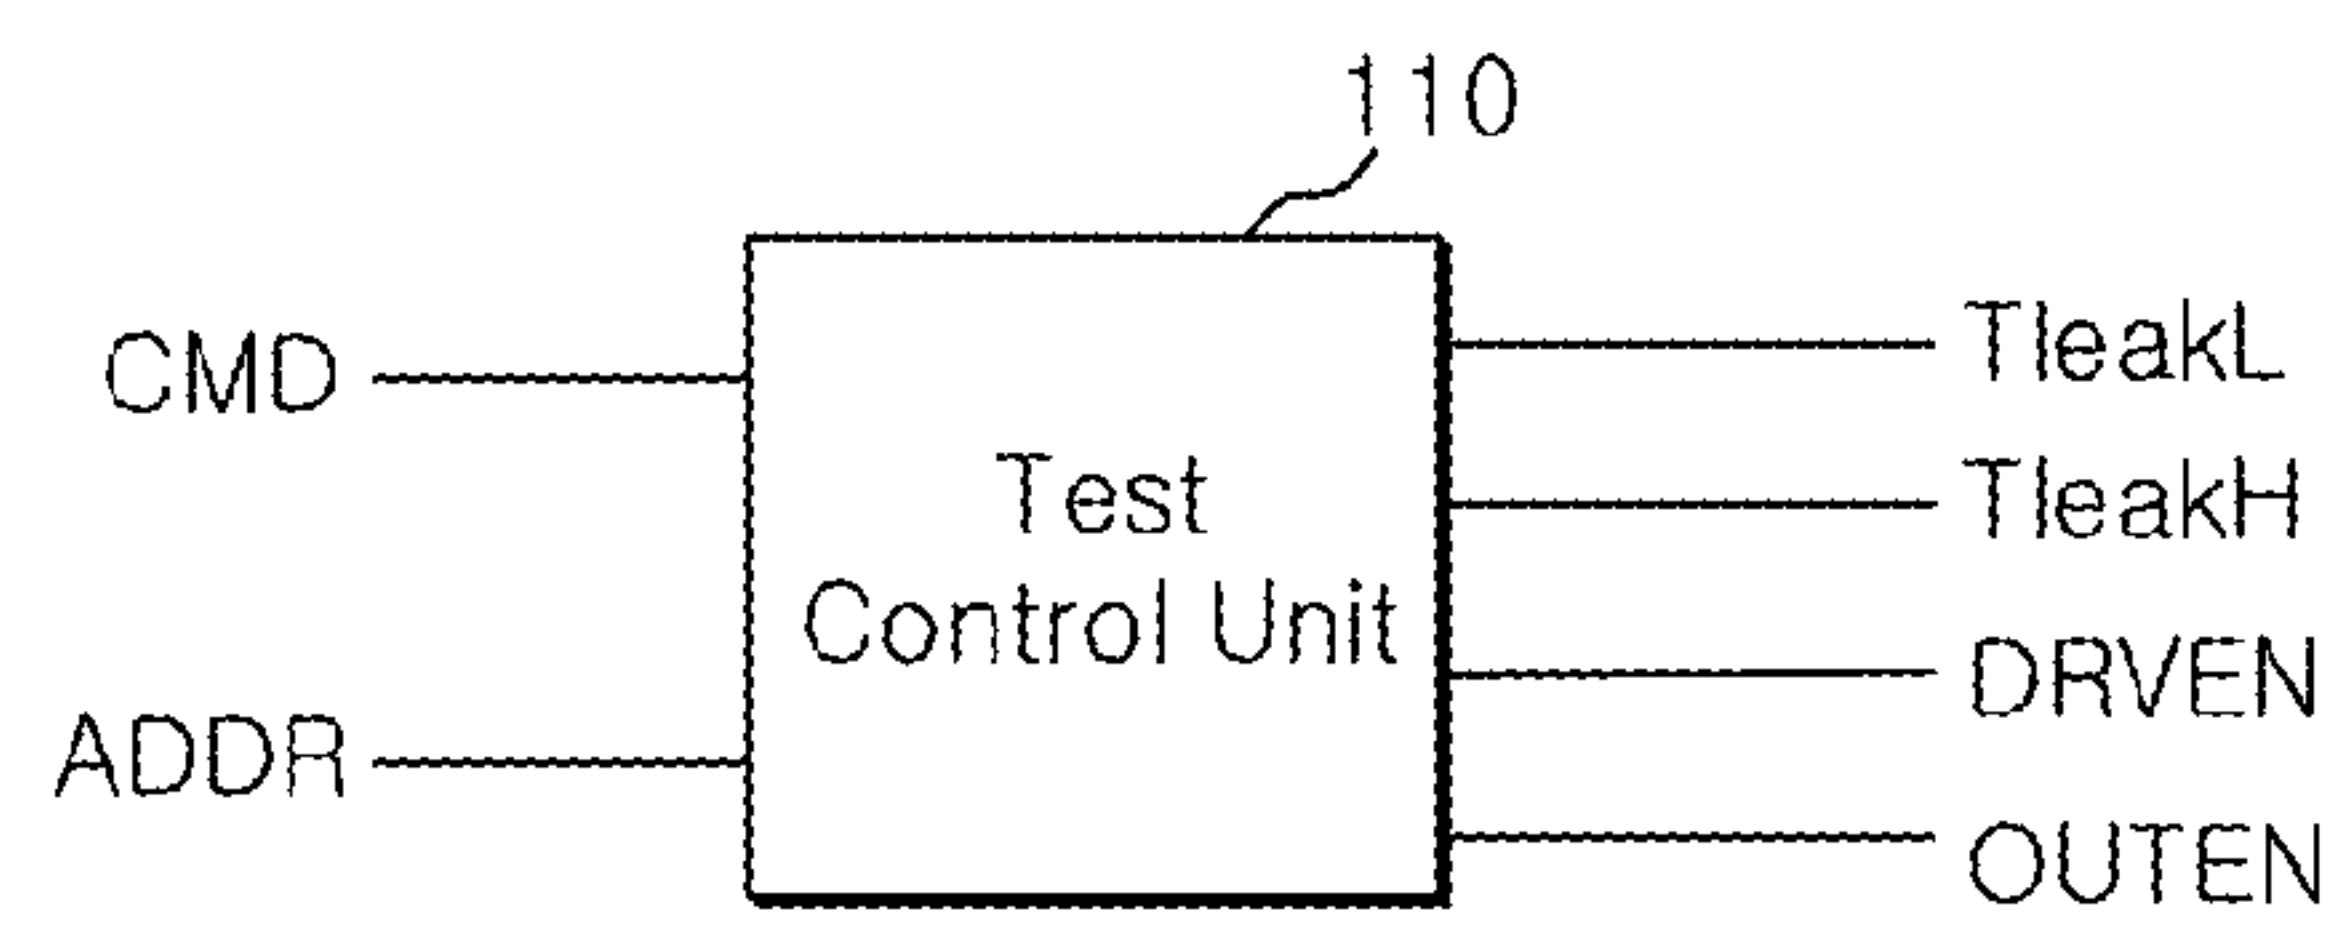 110
CMD
ADDR
Test
Control Unit
TleakL
TleakH
DRVEN
OUTEN